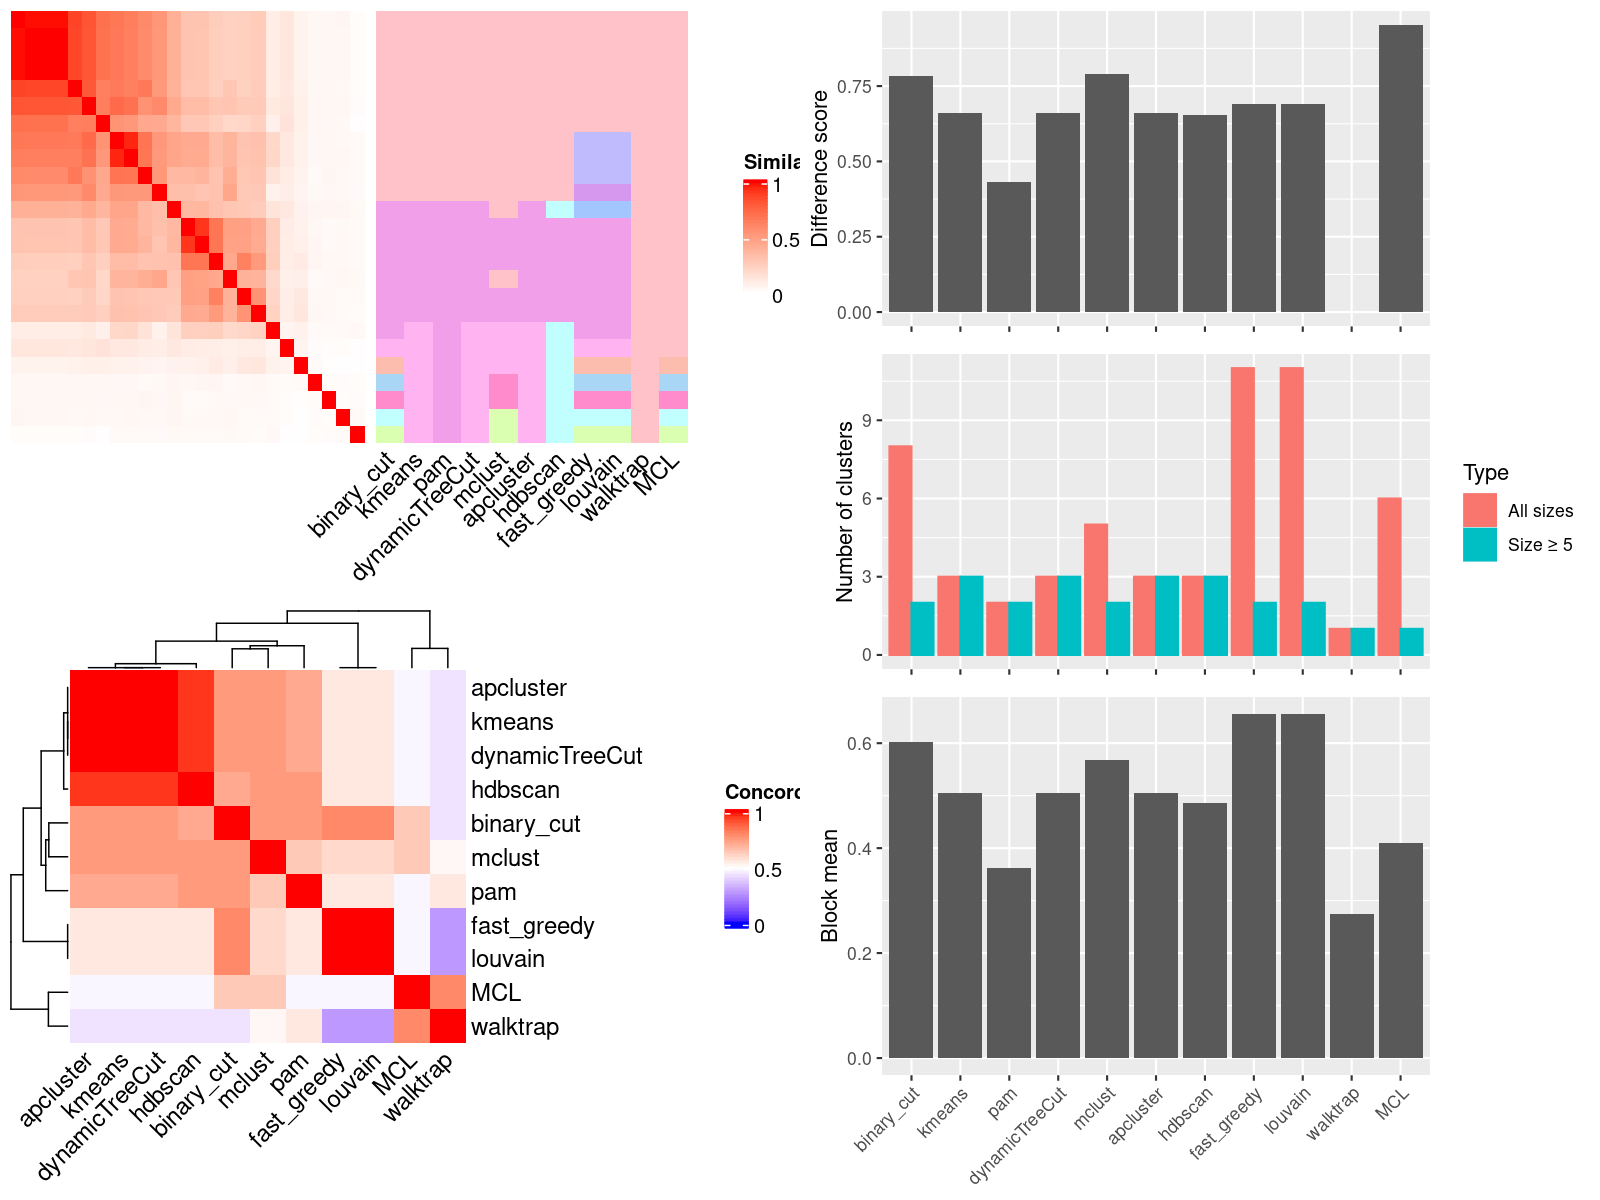 Simila
1
0.5
0
binary_cut
kmeans
pam
dynamicTreeCut
mclust
apcluster
hdbscan
fast_greedy
louvain
walktrap
MCL
apcluster
kmeans
dynamicTreeCut
hdbscan
binary_cut
mclust
pam
fast_greedy
louvain
MCL
walktrap
Concord
1
0.5
0
apcluster
kmeans
dynamicTreeCut
hdbscan
binary_cut
mclust
pam
fast_greedy
louvain
MCL
walktrap
Difference score
0.75
0.50
0.25
0.00
Number of clusters
9
6
3
0
Type
All sizes
Size ≥ 5
Block mean
0.6
0.4
0.2
0.0
binary_cut
kmeans
pam
dynamicTreeCut
mclust
apcluster
hdbscan
fast_greedy
louvain
walktrap
MCL